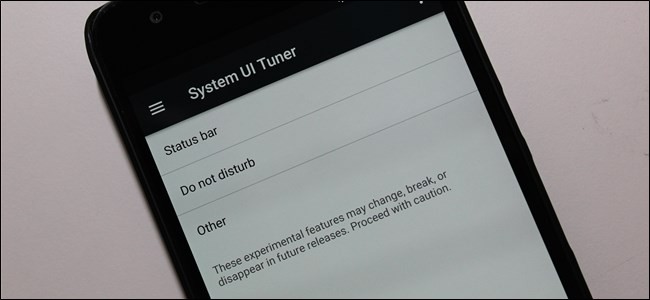 System UI Tuner
Status bar
Do not disturb
Other
These experimental features may change, break, or
disappear in future releases. Proceed with caution.